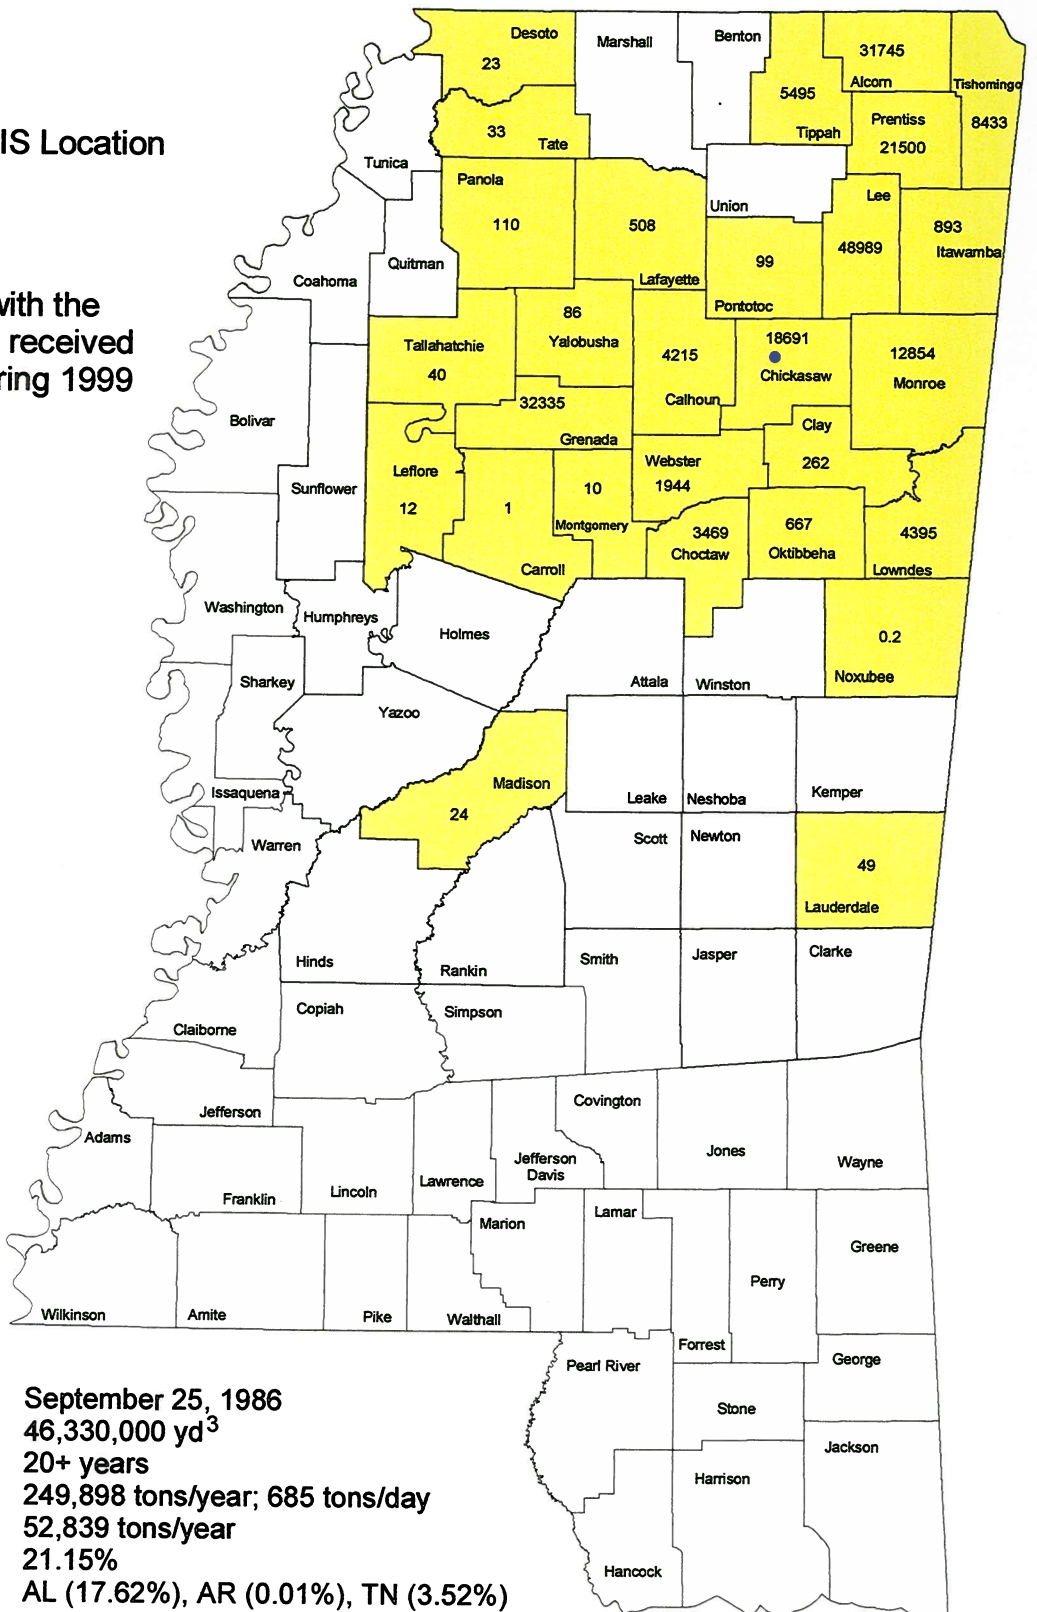 Desoto
Marshall
Benton
31745
23
Alcorn
Tishomingo
5495
Prentiss
8433
IS Location
33
Tate
Tippah
21500
Tunica
Panola
Lee
Union
110
508
893
48989
Itawamba
Quitman
99
Coahoma
Lafayette
Pontotoc
with the
86
received
Tallahatchie
Yalobusha
18691
ring 1999
40
4215
Chickasaw
12854
Monroe
32335
Calhoun
Bolivar
Grenada
Clay
Leflore
Webster
262
Sunflower
10
1944
12
1
Montgomery
3469
667
4395
Choctaw
Oktibbeha
Carroll
Lowndes
Washington
Humphreys
Holmes
0.2
Sharkey
Attala
Winston
Noxubee
Yazoo
Madison
Issaquena
24
Leake
Neshoba
Kemper
Warren
Scott
Newton
49
Lauderdale
Hinds
Rankin
Smith
Jasper
Clarke
Copiah
Simpson
Claiborne
Jefferson
Covington
Adams
Jefferson
Davis
Jones
Wayne
Franklin
Lincoln
Lawrence
Marion
Lamar
Greene
Perry
Wilkinson
Amite
Pike
Walthall
Forrest
George
Pearl River
Stone
Jackson
Harrison
Hancock
September 25, 1986
46,330,000 yd³
20+ years
249,898 tons/year; 685 tons/day
52,839 tons/year
21.15%
AL (17.62%), AR (0.01%), TN (3.52%)